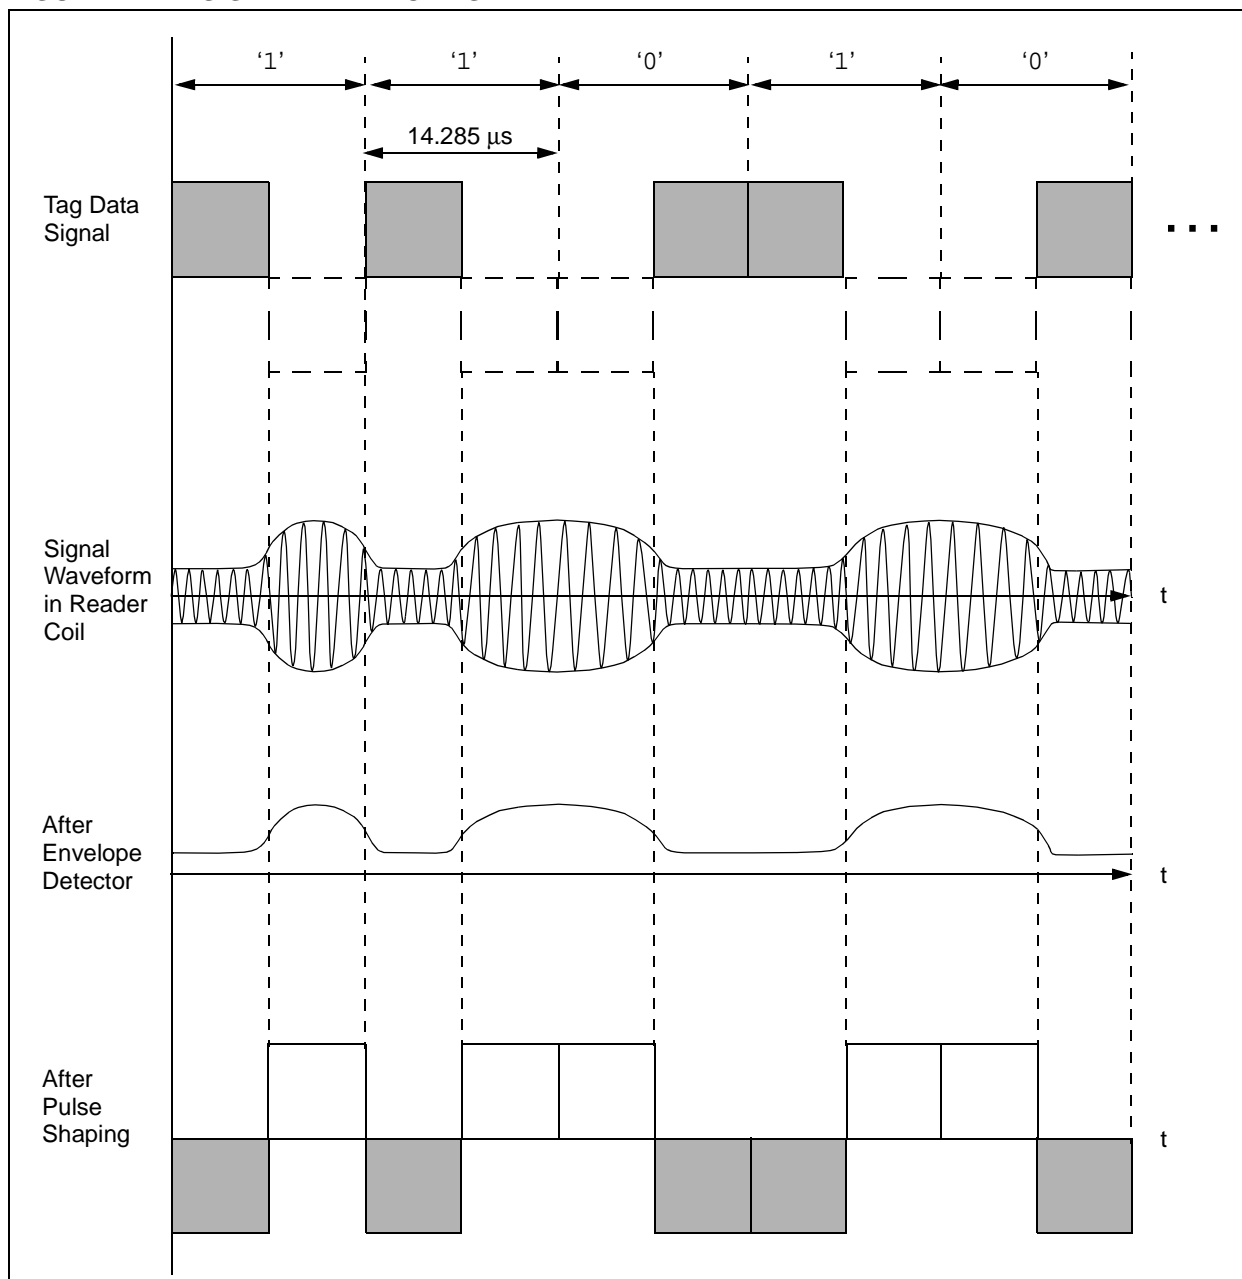 ‘1’ ‘1’ ‘0’ ‘1’ ‘0’
14.285 μs
Tag Data
Signal
...
Signal
Waveform
in Reader
Coil
t
After
Envelope
Detector
t
After
Pulse
Shaping
t